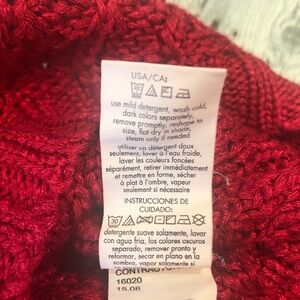 USA/CA:
use mild detergent, wash cold,
dark colors separately,
remove promptly, reshape to
size, flat dry in shade,
steam only if needed
utiliser un détergent doux
seulement, laver à l'eau froide,
laver les couleurs foncées
séparément, retirer immédiatement
et remettre en forme, sécher
à plat à l'ombre, vapeur
seulement si nécessaire
INSTRUCCIONES DE
CUIDADO:
30
detergente suave solamente, lavar
con agua fria, los colores oscuros
separado, remover pronto y
reformar, secar en plano en la
sombra, vapor solamente si
16020
15.08